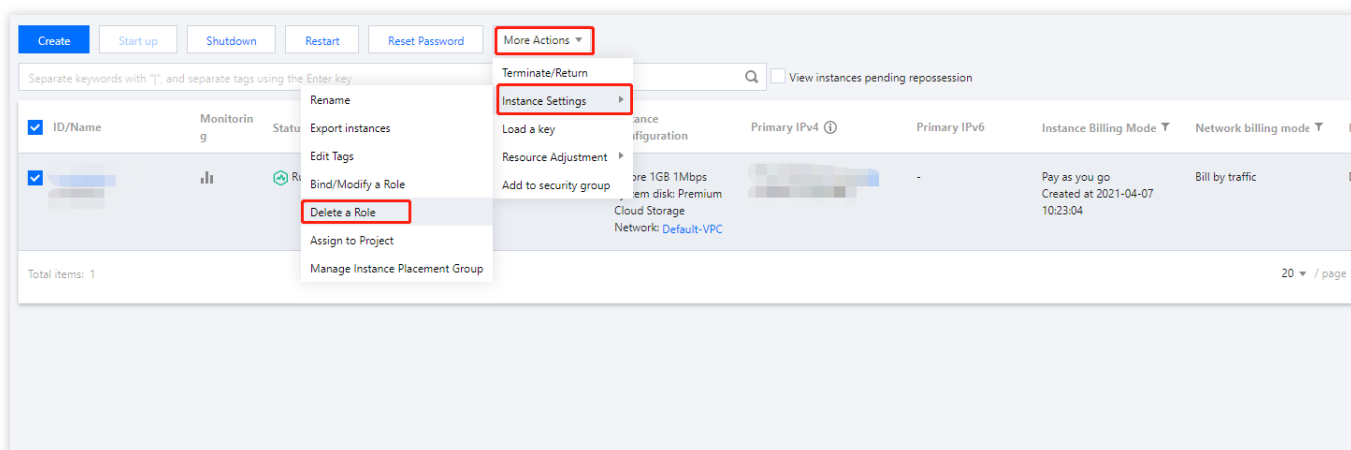 Create
Start up
Shutdown
Restart
Reset Password
More Actions
Separate keywords with "|", and separate tags using the Enter key
View instances pending repossession
Terminate/Return
Instance Settings
Load a key
Resource Adjustment
Add to security group
Rename
Export instances
Edit Tags
Bind/Modify a Role
Delete a Role
Assign to Project
Manage Instance Placement Group
ID/Name
Monitorin
g
Primary IPv4
Primary IPv6
Instance Billing Mode
Network billing mode
1GB 1Mbps
disk: Premium
Cloud Storage
Network: Default-VPC
-
Pay as you go
Created at 2021-04-07
10:23:04
Bill by traffic
Total items: 1
20 / page